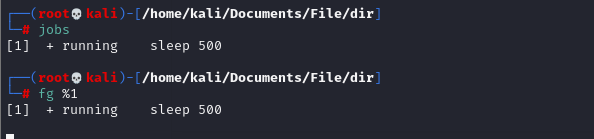 ┌──(root💀kali)-[/home/kali/Documents/File/dir]
└─# jobs
[1]  + running    sleep 500
┌──(root💀kali)-[/home/kali/Documents/File/dir]
└─# fg %1
[1]  + running    sleep 500